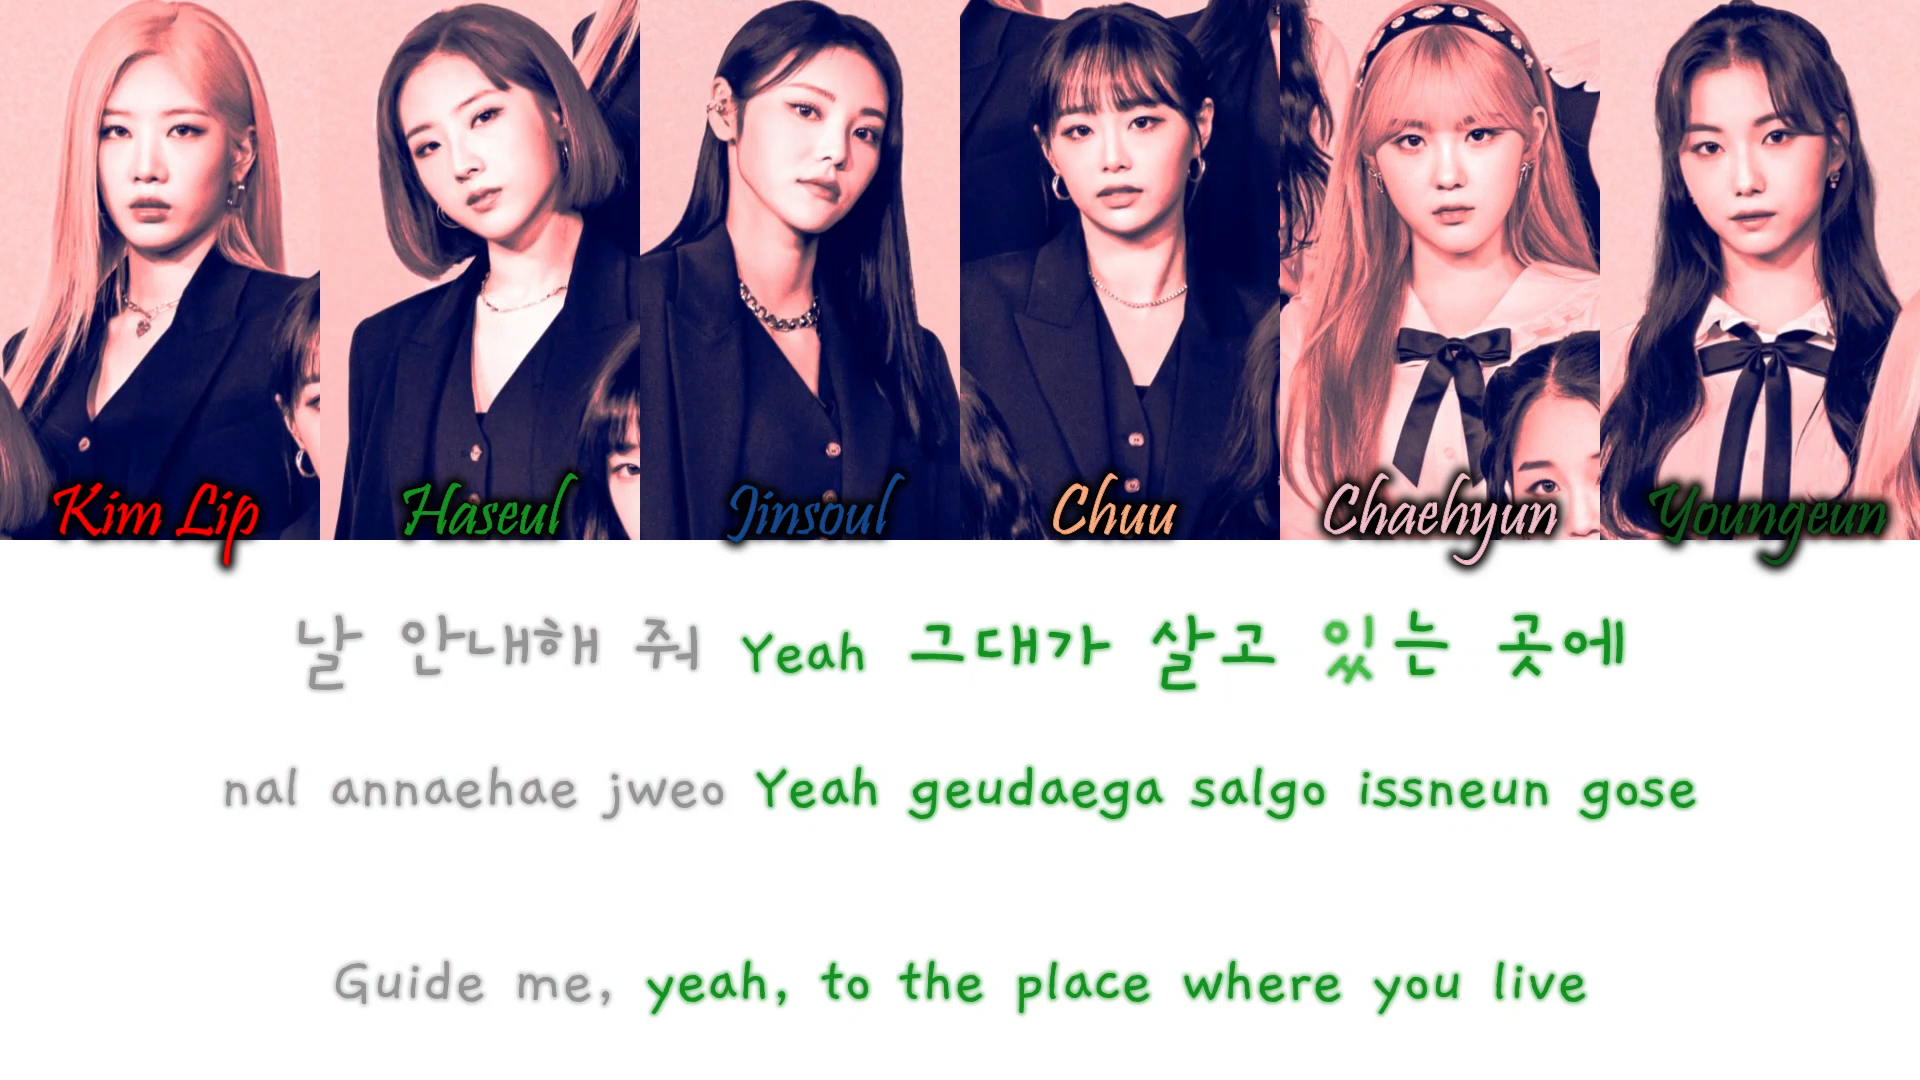 Kim Lip Haseul Jinsoul Chuu Chaehyun Youngeun
날 안내해 줘 Yeah 그대가 살고 있는 곳에
nal annaehae jweo Yeah geudaega salgo issneun gose
Guide me, yeah, to the place where you live